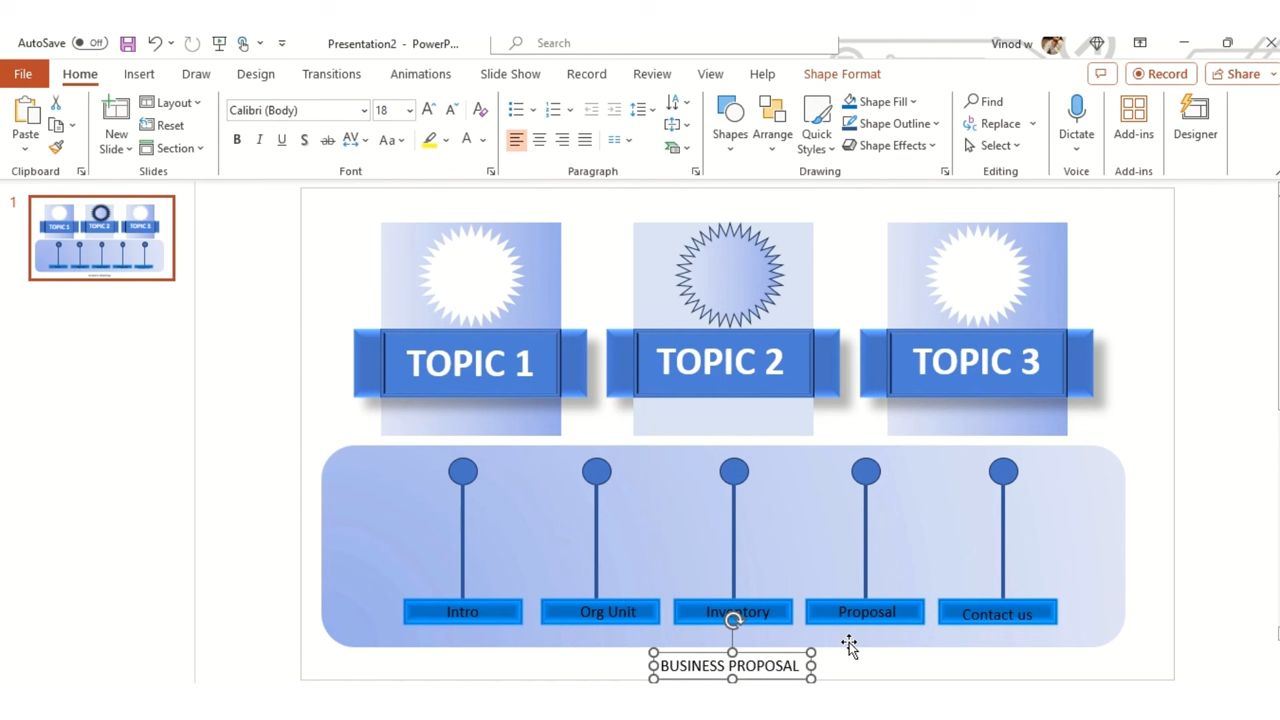 AutoSave Off Presentation2 - PowerP... Search Vinod w
File Home Insert Draw Design Transitions Animations Slide Show Record Review View Help Shape Format Record Share
Paste
New
Slide
Layout
Reset
Section
Calibri (Body) 18
B I U S ab AV Aa A
Shapes Arrange Quick
Styles
Shape Fill
Shape Outline
Shape Effects
Find
Replace
Select
Dictate Add-ins Designer
Clipboard Slides Font Paragraph Drawing Editing Voice Add-ins
1
TOPIC 1 TOPIC 2 TOPIC 3
TOPIC 1 TOPIC 2 TOPIC 3
Intro Org Unit Inventory Proposal Contact us
BUSINESS PROPOSAL